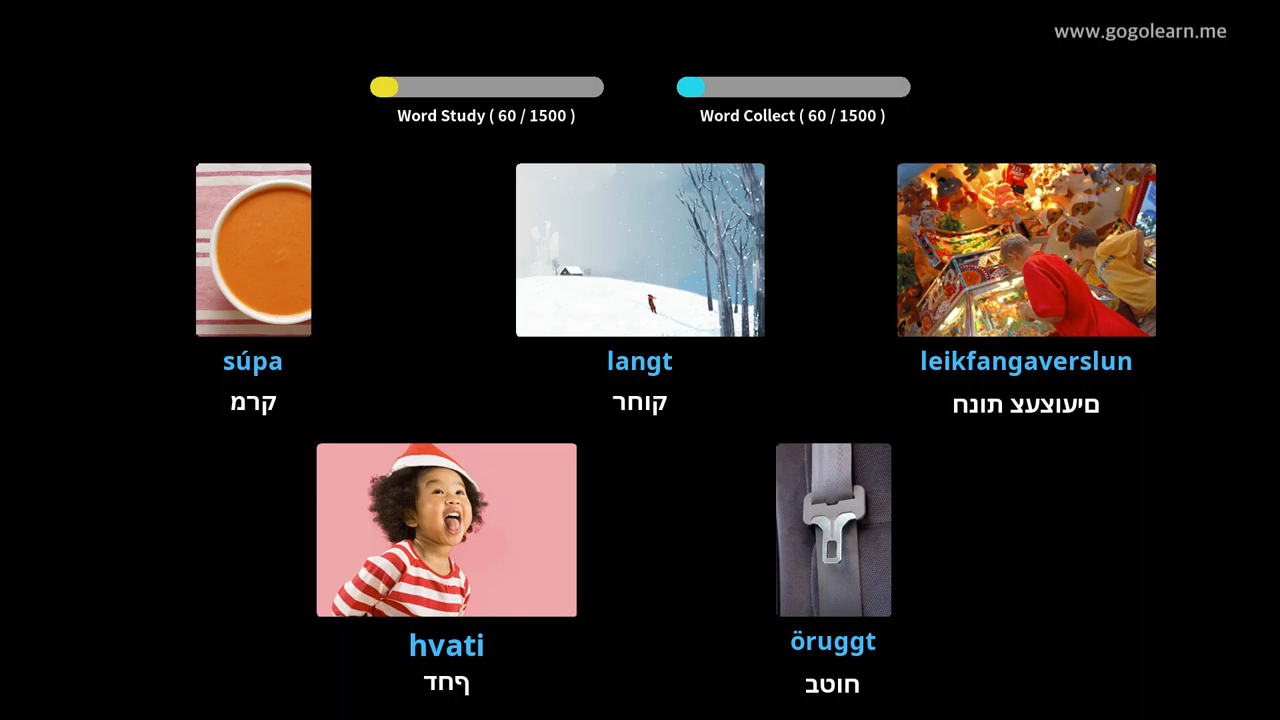 www.gogolearn.me
Word Study ( 60 / 1500 )
Word Collect ( 60 / 1500 )
súpa
מרק
langt
רחוק
leikfangaverslun
חנות צעצועים
hvati
דחף
öruggt
בטוח